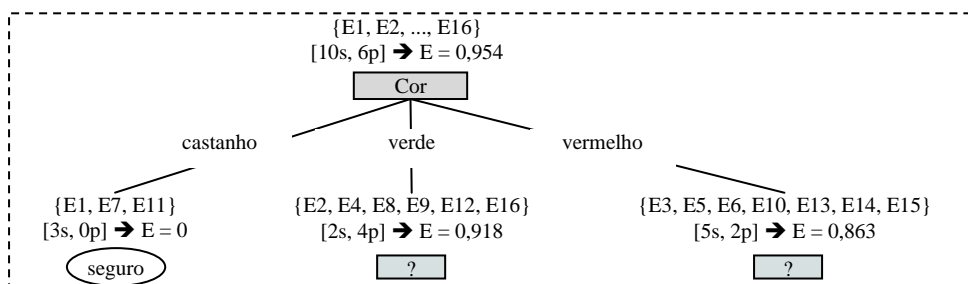 {E1, E2, ..., E16}
[10s, 6p] ➔ E = 0,954
Cor
castanho verde vermelho
{E1, E7, E11} {E2, E4, E8, E9, E12, E16} {E3, E5, E6, E10, E13, E14, E15}
[3s, 0p] ➔ E = 0 [2s, 4p] ➔ E = 0,918 [5s, 2p] ➔ E = 0,863
seguro ? ?